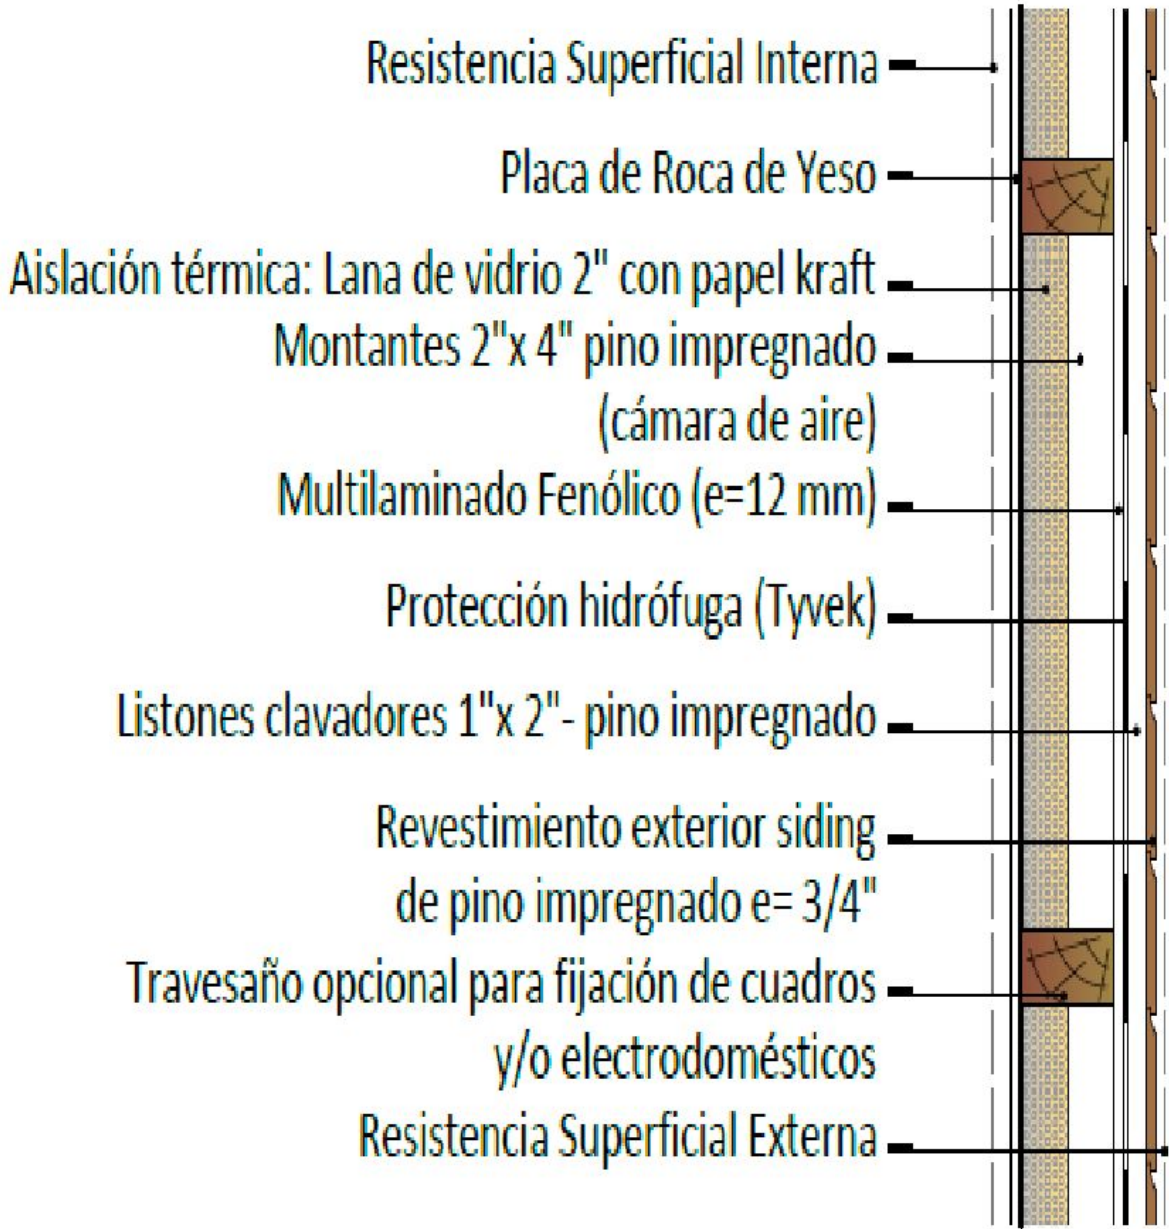 Resistencia Superficial Interna
Placa de Roca de Yeso
Aislación térmica: Lana de vidrio 2" con papel kraft
Montantes 2"x 4" pino impregnado
(cámara de aire)
Multilaminado Fenólico (e=12 mm)
Protección hidrófuga (Tyvek)
Listones clavadores 1"x 2"- pino impregnado
Revestimiento exterior siding
de pino impregnado e= 3/4"
Travesaño opcional para fijación de cuadros
y/o electrodomésticos
Resistencia Superficial Externa